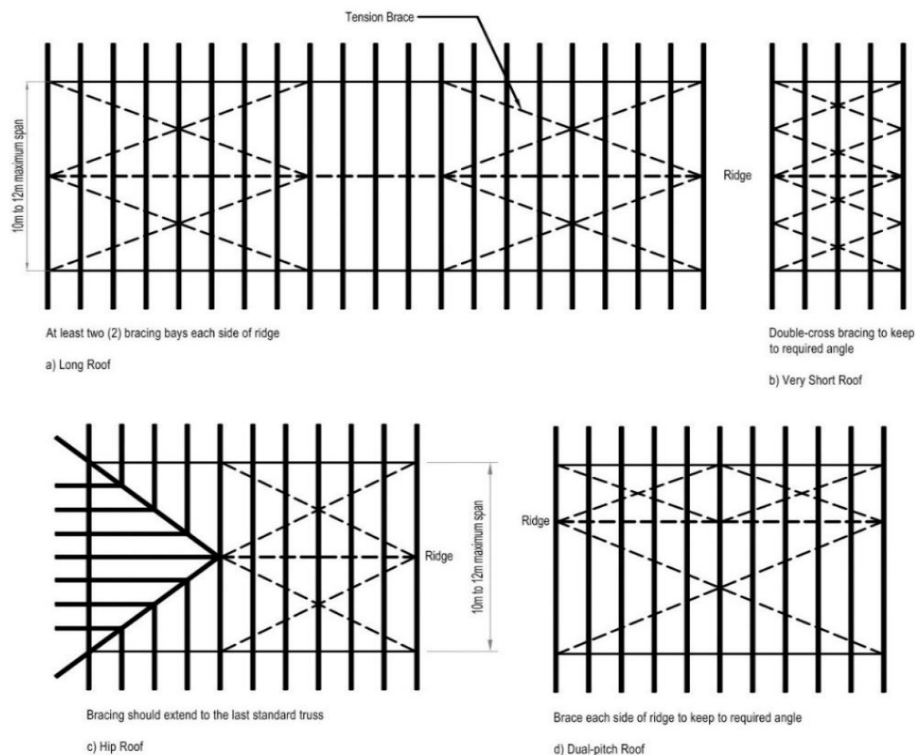 Tension Brace
10m to 12m maximum span
Ridge
At least two (2) bracing bays each side of ridge
a) Long Roof
Double-cross bracing to keep
to required angle
b) Very Short Roof
Ridge
10m to 12m maximum span
Bracing should extend to the last standard truss
c) Hip Roof
Ridge
Brace each side of ridge to keep to required angle
d) Dual-pitch Roof